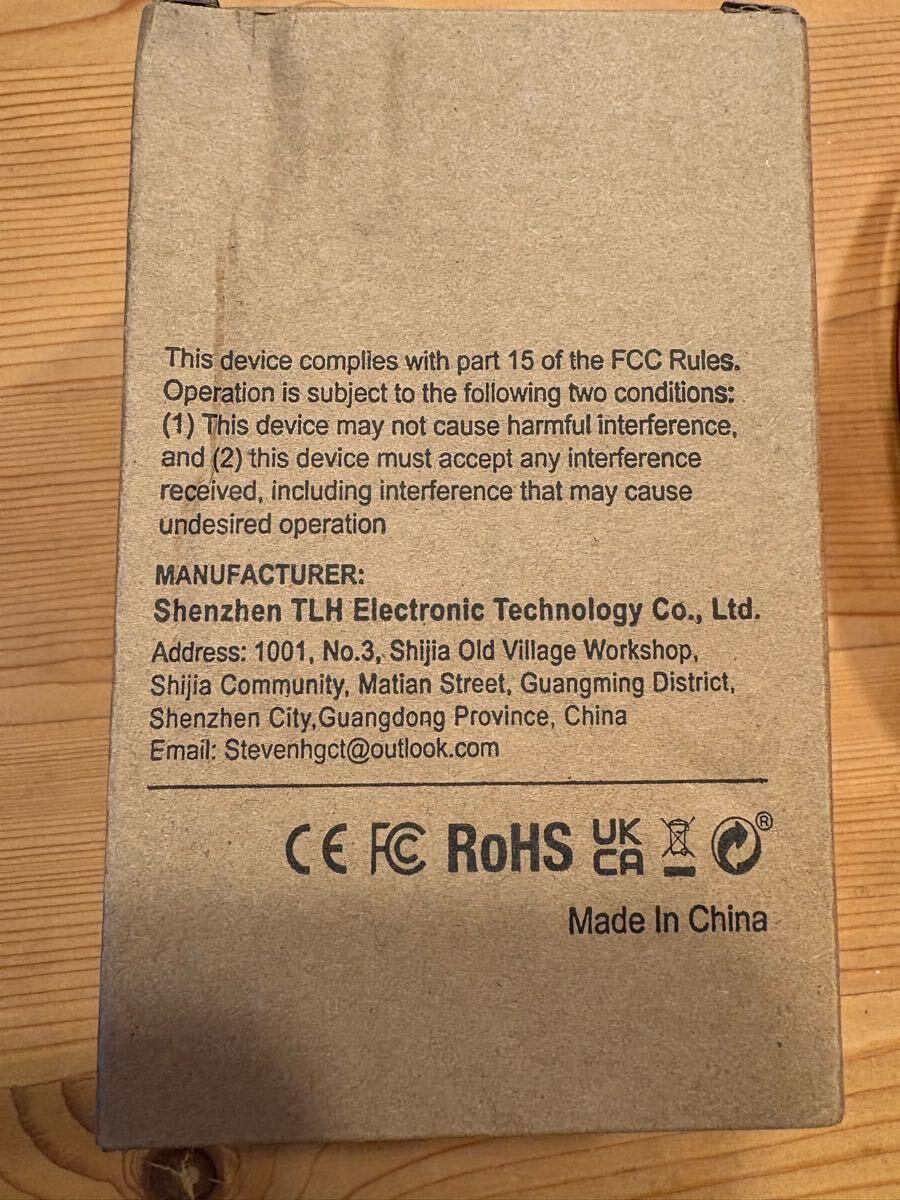 This device complies with part 15 of the FCC Rules.
Operation is subject to the following two conditions:
(1) This device may not cause harmful interference,
and (2) this device must accept any interference
received, including interference that may cause
undesired operation
MANUFACTURER:
Shenzhen TLH Electronic Technology Co., Ltd.
Address: 1001, No.3, Shijia Old Village Workshop,
Shijia Community, Matian Street, Guangming District,
Shenzhen City,Guangdong Province, China
Email: Stevenhgct@outlook.com
CE FC RoHS UK CA ®
Made In China